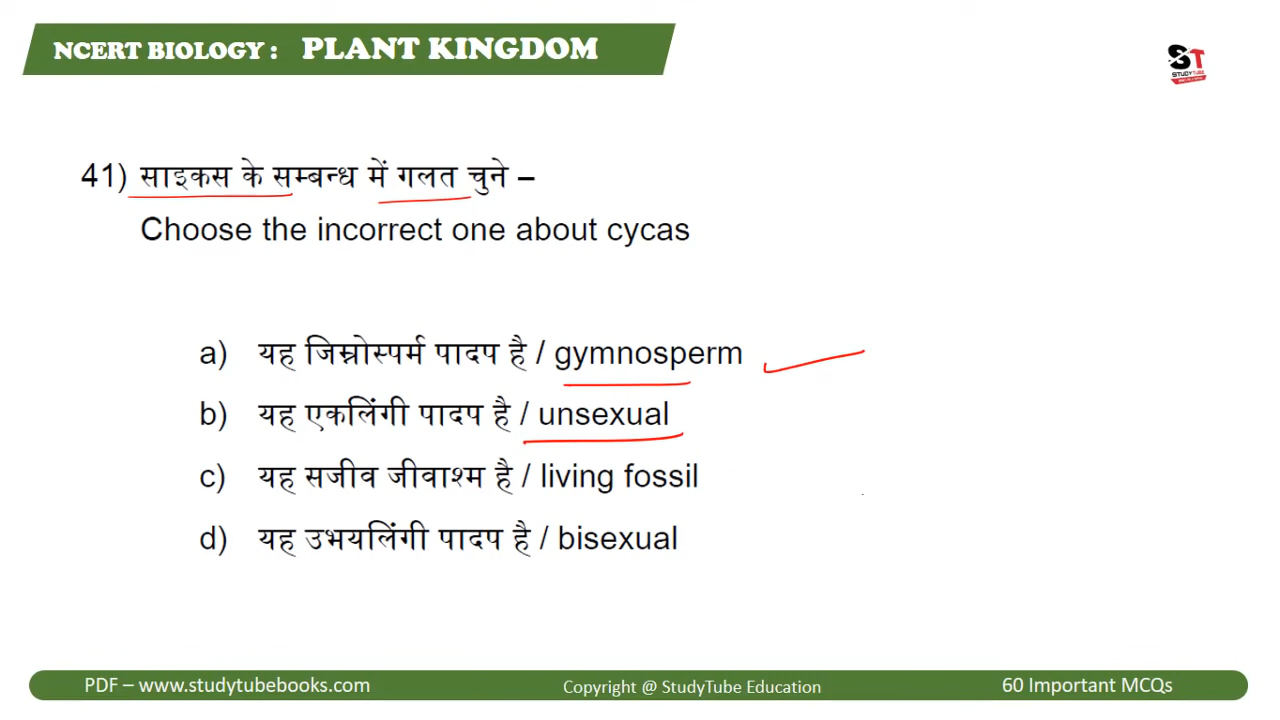 NCERT BIOLOGY : PLANT KINGDOM
ST
STUDYTUBE
41) साइकस के सम्बन्ध में गलत चुने –
Choose the incorrect one about cycas
a) यह जिम्नोस्पर्म पादप है / gymnosperm
b) यह एकलिंगी पादप है / unsexual
c) यह सजीव जीवाश्म है / living fossil
d) यह उभयलिंगी पादप है / bisexual
PDF – www.studytubebooks.com Copyright @ StudyTube Education 60 Important MCQs